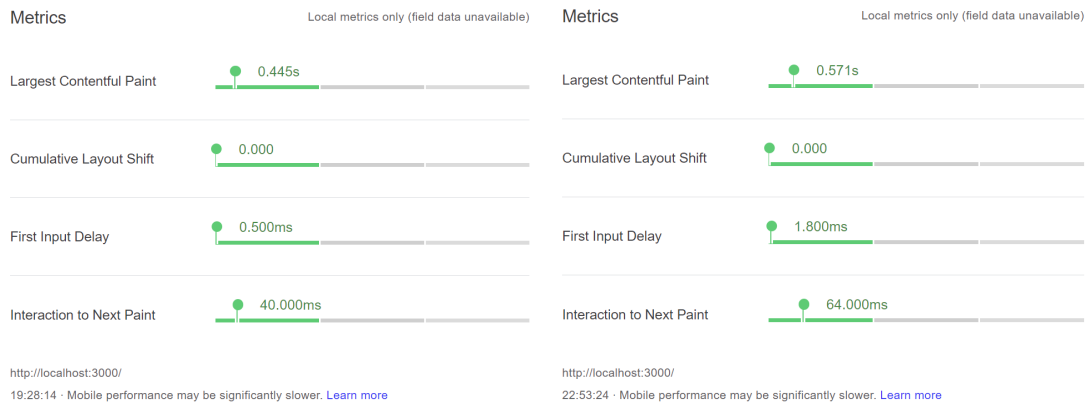 Metrics
Local metrics only (field data unavailable)
Largest Contentful Paint
0.445s
Cumulative Layout Shift
0.000
First Input Delay
0.500ms
Interaction to Next Paint
40.000ms
http://localhost:3000/
19:28:14 · Mobile performance may be significantly slower. Learn more
Metrics
Local metrics only (field data unavailable)
Largest Contentful Paint
0.571s
Cumulative Layout Shift
0.000
First Input Delay
1.800ms
Interaction to Next Paint
64.000ms
http://localhost:3000/
22:53:24 · Mobile performance may be significantly slower. Learn more